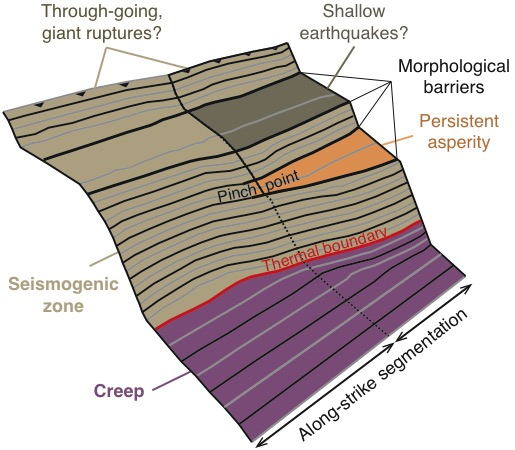 Through-going,
giant ruptures?
Shallow
earthquakes?
Morphological
barriers
Persistent
asperity
Pinch point
Thermal boundary
Seismogenic
zone
Creep
Along-strike segmentation